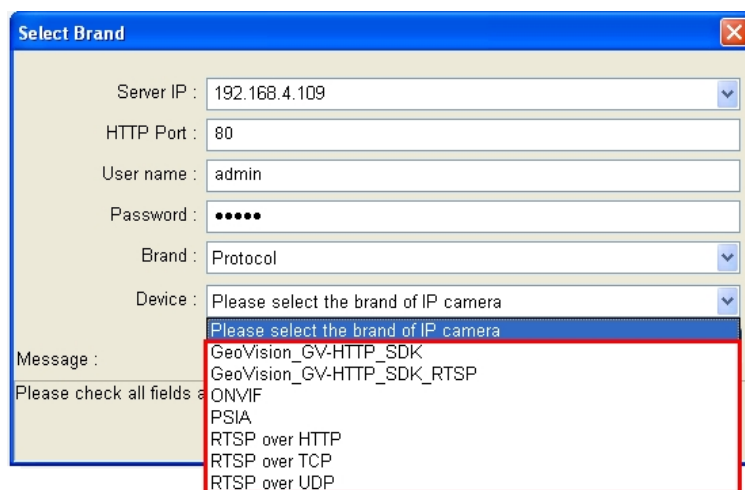 Select Brand
Server IP : 192.168.4.109
HTTP Port : 80
User name : admin
Password : •••••
Brand : Protocol
Device : Please select the brand of IP camera
Please select the brand of IP camera
Message :
GeoVision_GV-HTTP_SDK
GeoVision_GV-HTTP_SDK_RTSP
Please check all fields a
ONVIF
PSIA
RTSP over HTTP
RTSP over TCP
RTSP over UDP